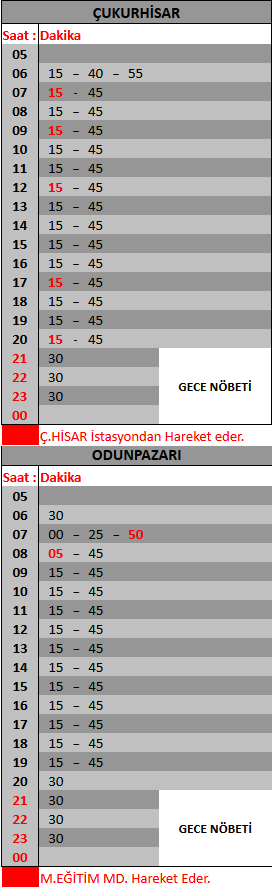 ÇUKURHİSAR
Saat : Dakika
05
06 15 – 40 – 55
07 15 - 45
08 15 – 45
09 15 – 45
10 15 – 45
11 15 – 45
12 15 – 45
13 15 – 45
14 15 – 45
15 15 – 45
16 15 – 45
17 15 – 45
18 15 – 45
19 15 – 45
20 15 - 45
21 30
22 30 GECE NÖBETİ
23 30
00
Ç.HİSAR İstasyondan Hareket eder.
ODUNPAZARI
Saat : Dakika
05
06 30
07 00 – 25 – 50
08 05 – 45
09 15 – 45
10 15 – 45
11 15 – 45
12 15 – 45
13 15 – 45
14 15 – 45
15 15 – 45
16 15 – 45
17 15 – 45
18 15 – 45
19 15 – 45
20 30
21 30
22 30 GECE NÖBETİ
23 30
00
M.EĞİTİM MD. Hareket Eder.